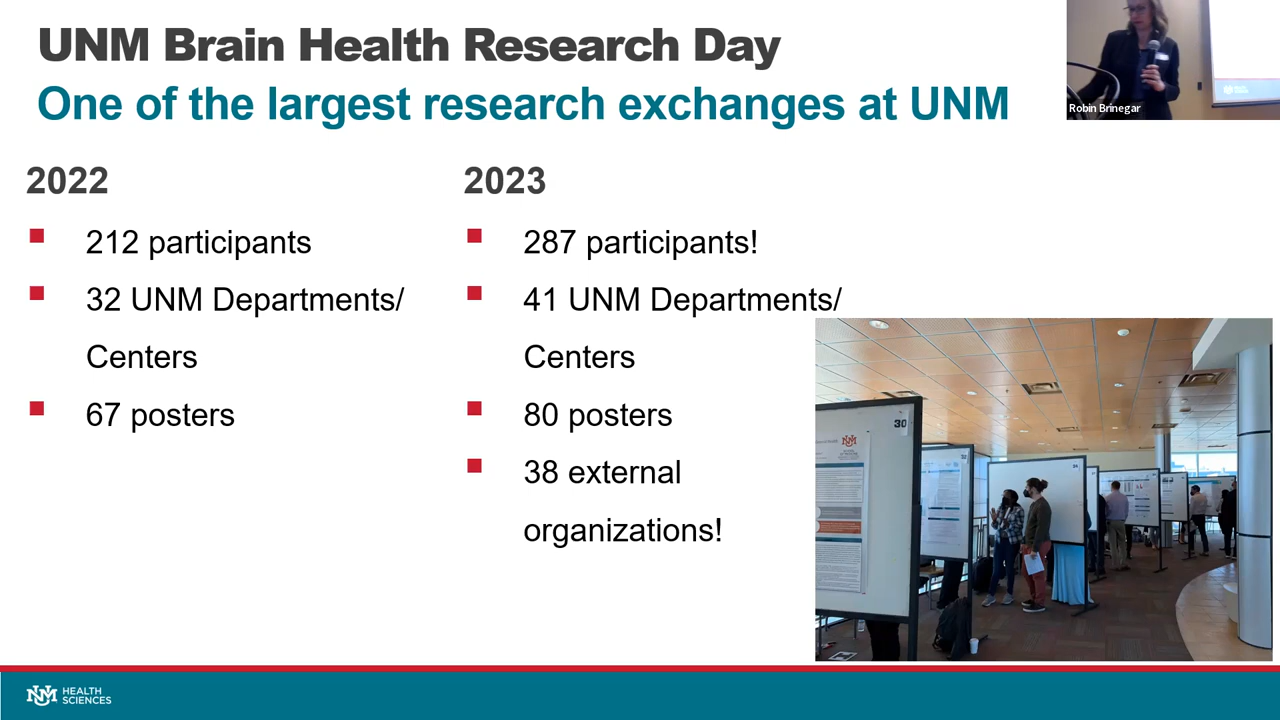 UNM Brain Health Research Day
One of the largest research exchanges at UNM
Robin Brinegar
2022
212 participants
32 UNM Departments/
Centers
67 posters
2023
287 participants!
41 UNM Departments/
Centers
80 posters
38 external
organizations!
30
UNM
HEALTH
SCIENCES